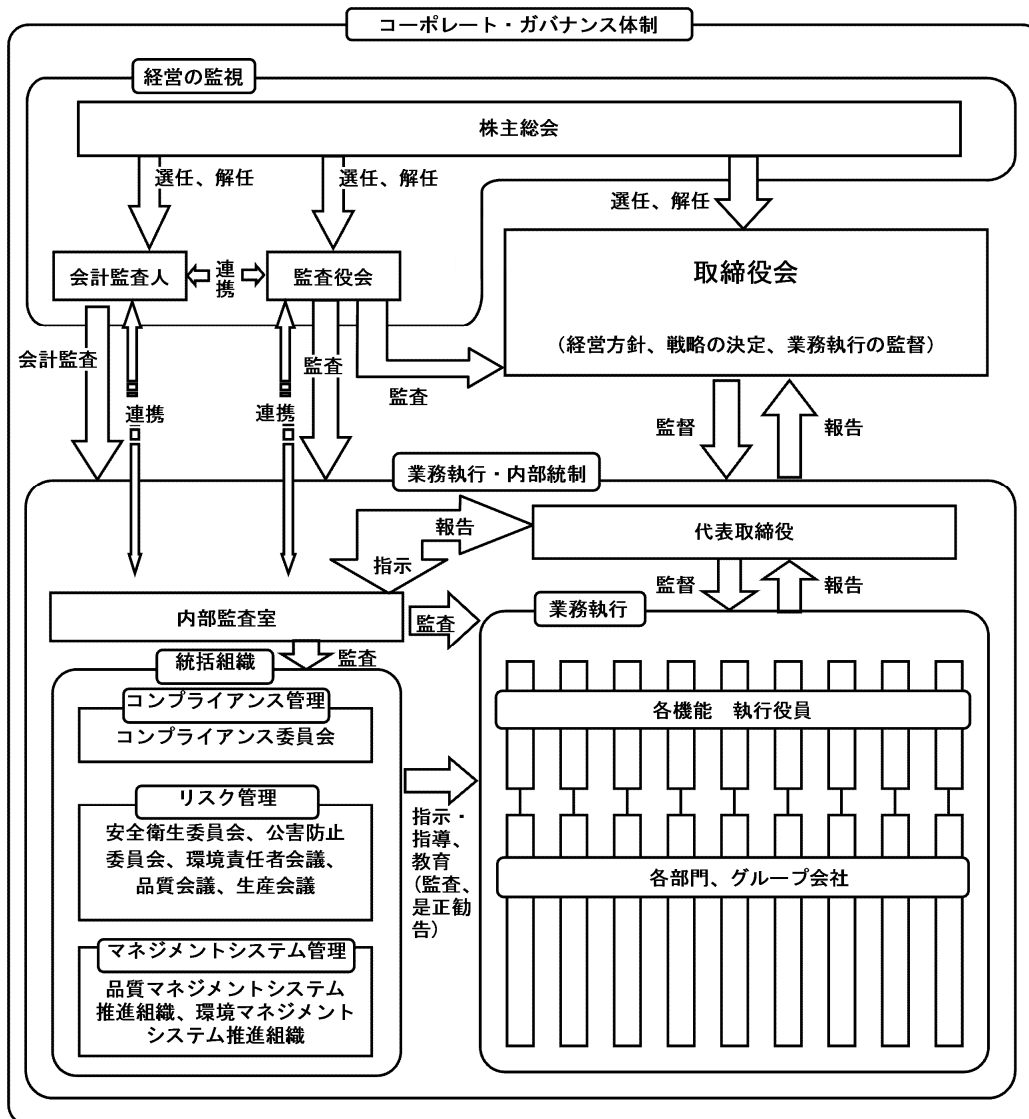 コーポレート・ガバナンス体制
経営の監視
株主総会
選任、解任
選任、解任
選任、解任
会計監査人
連
携
監査役会
取締役会
(経営方針、戦略の決定、業務執行の監督)
会計監査
連携
連携
監査
監査
監督
報告
業務執行・内部統制
報告
指示
代表取締役
監督
報告
内部監査室
監査
監査
業務執行
統括組織
コンプライアンス管理
コンプライアンス委員会
リスク管理
安全衛生委員会、公害防止
委員会、環境責任者会議、
品質会議、生産会議
マネジメントシステム管理
品質マネジメントシステム
推進組織、環境マネジメント
システム推進組織
指示・
指導、
教育
(監査、
是正勧
告)
各機能 執行役員
各部門、グループ会社